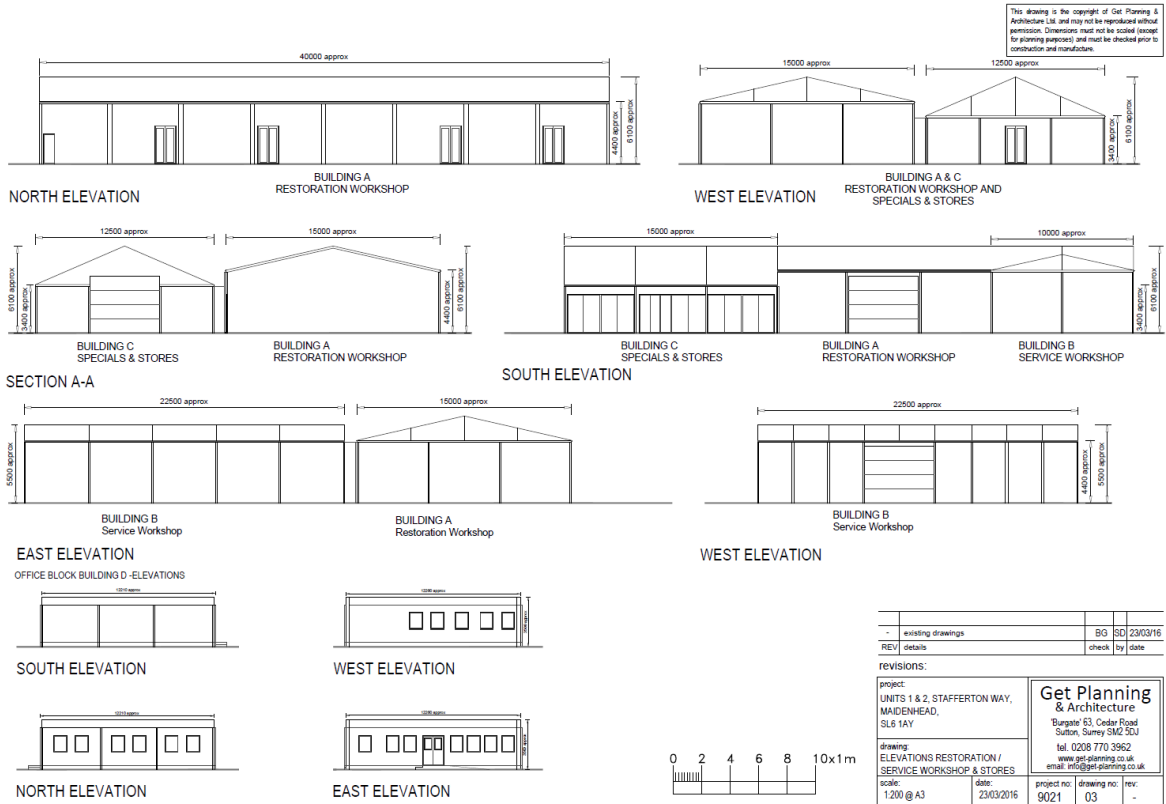 This drawing is the copyright of Get Planning &
Architecture Ltd. and may not be reproduced without
permission. Dimensions must not be scaled (except
for planning purposes) and must be checked prior to
construction and manufacture.
40000 approx
4400 approx
6100 approx
BUILDING A
RESTORATION WORKSHOP
NORTH ELEVATION
15000 approx
12500 approx
3400 approx
6100 approx
BUILDING A & C
RESTORATION WORKSHOP AND
SPECIALS & STORES
WEST ELEVATION
12500 approx
15000 approx
6100 approx
3400 approx
4400 approx
6100 approx
BUILDING C
SPECIALS & STORES
BUILDING A
RESTORATION WORKSHOP
SECTION A-A
15000 approx
10000 approx
3400 approx
6100 approx
BUILDING C
SPECIALS & STORES
BUILDING A
RESTORATION WORKSHOP
BUILDING B
SERVICE WORKSHOP
SOUTH ELEVATION
22500 approx
15000 approx
5500 approx
BUILDING B
Service Workshop
BUILDING A
Restoration Workshop
EAST ELEVATION
22500 approx
4400 approx
5500 approx
BUILDING B
Service Workshop
WEST ELEVATION
OFFICE BLOCK BUILDING D -ELEVATIONS
approx
SOUTH ELEVATION
approx
WEST ELEVATION
approx
NORTH ELEVATION
approx
EAST ELEVATION
0 2 4 6 8 10x1m
- existing drawings BG SD 23/03/16
REV details check by date
revisions:
project:
UNITS 1 & 2, STAFFERTON WAY,
MAIDENHEAD,
SL6 1AY
Get Planning
& Architecture
'Burgate' 63, Cedar Road
Sutton, Surrey SM2 5DJ
tel. 0208 770 3962
www.get-planning.co.uk
email: info@get-planning.co.uk
drawing:
ELEVATIONS RESTORATION /
SERVICE WORKSHOP & STORES
scale:
1:200 @ A3
date:
23/03/2016
project no:
9021
drawing no:
03
rev:
-